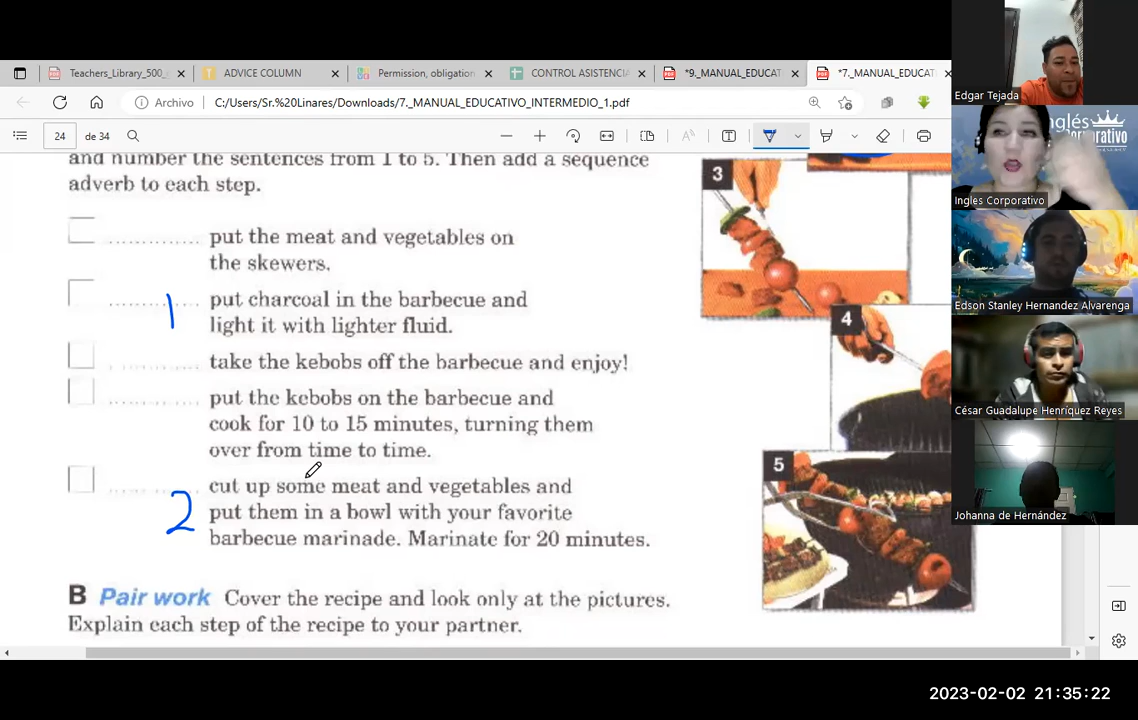 Teachers_Library_500_
ADVICE COLUMN
Permission, obligation
CONTROL ASISTENCIA
*9._MANUAL_EDUCAT
*7._MANUAL_EDUCAT
Archivo
C:/Users/Sr.%20Linares/Downloads/7._MANUAL_EDUCATIVO_INTERMEDIO_1.pdf
24 de 34
and number the sentences from 1 to 5. Then add a sequence
adverb to each step.
put the meat and vegetables on
the skewers.
1 put charcoal in the barbecue and
light it with lighter fluid.
take the kebobs off the barbecue and enjoy!
put the kebobs on the barbecue and
cook for 10 to 15 minutes, turning them
over from time to time.
cut up some meat and vegetables and
2 put them in a bowl with your favorite
barbecue marinade. Marinate for 20 minutes.
B Pair work Cover the recipe and look only at the pictures.
Explain each step of the recipe to your partner.
3
4
5
Edgar Tejada
Inglés
Ingles Corporativo
Edson Stanley Hernandez Alvarenga
César Guadalupe Henríquez Reyes
Johanna de Hernández
2023-02-02 21:35:22